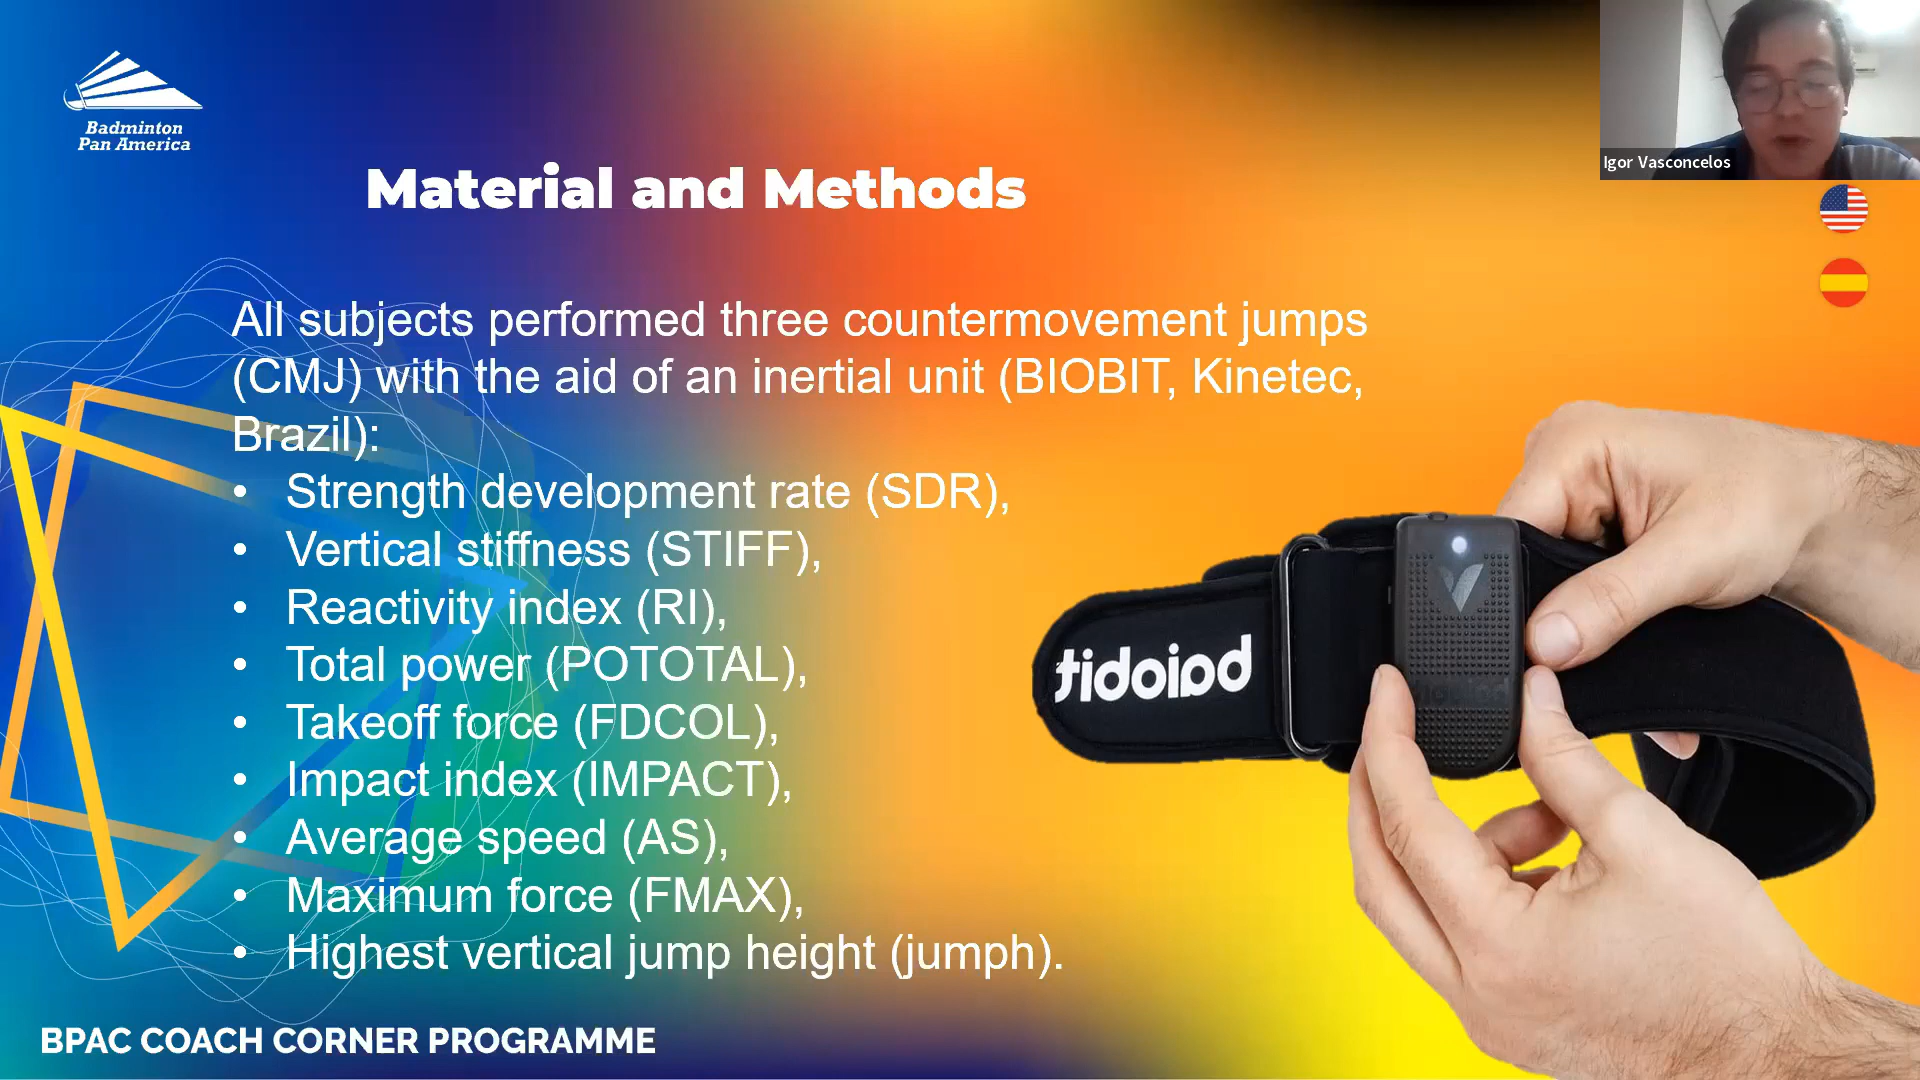 Badminton
Pan America
Igor Vasconcelos
Material and Methods
All subjects performed three countermovement jumps
(CMJ) with the aid of an inertial unit (BIOBIT, Kinetec,
Brazil):
• Strength development rate (SDR),
• Vertical stiffness (STIFF),
• Reactivity index (RI),
• Total power (POTOTAL),
• Takeoff force (FDCOL),
• Impact index (IMPACT),
• Average speed (AS),
• Maximum force (FMAX),
• Highest vertical jump height (jumph).
baiobit
BPAC COACH CORNER PROGRAMME